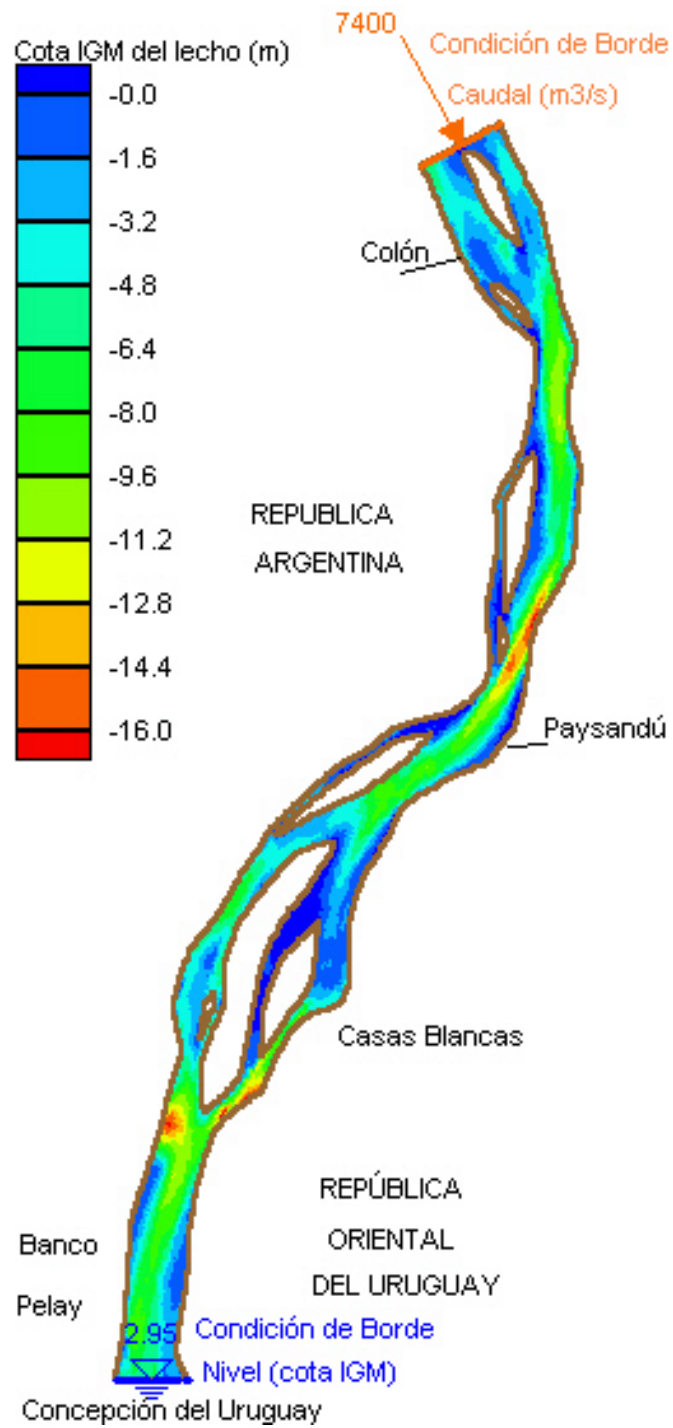 7400
Condición de Borde
Cota IGM del lecho (m)
Caudal (m3/s)
-0.0
-1.6
-3.2
-4.8
-6.4
-8.0
-9.6
-11.2
-12.8
-14.4
-16.0
Colón
REPUBLICA
ARGENTINA
Paysandú
Casas Blancas
REPÚBLICA
ORIENTAL
DEL URUGUAY
Banco
Pelay
2.95
Condición de Borde
Nivel (cota IGM)
Concepción del Uruguay